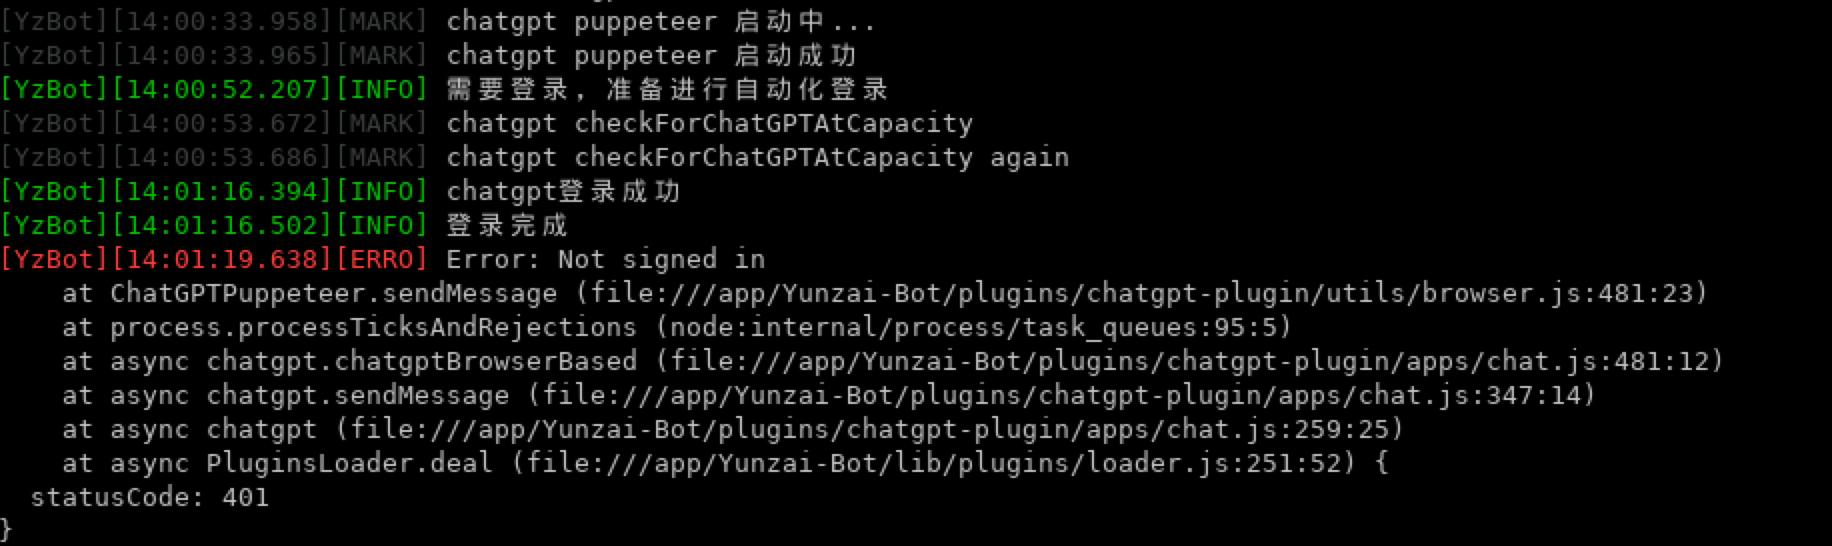 [YzBot][14:00:33.958][MARK] chatgpt puppeteer 启动中...
[YzBot][14:00:33.965][MARK] chatgpt puppeteer 启动成功
[YzBot][14:00:52.207][INFO] 需要登录，准备进行自动化登录
[YzBot][14:00:53.672][MARK] chatgpt checkForChatGPTAtCapacity
[YzBot][14:00:53.686][MARK] chatgpt checkForChatGPTAtCapacity again
[YzBot][14:01:16.394][INFO] chatgpt登录成功
[YzBot][14:01:16.502][INFO] 登录完成
[YzBot][14:01:19.638][ERRO] Error: Not signed in
    at ChatGPTPuppeteer.sendMessage (file:///app/Yunzai-Bot/plugins/chatgpt-plugin/utils/browser.js:481:23)
    at process.processTicksAndRejections (node:internal/process/task_queues:95:5)
    at async chatgpt.chatgptBrowserBased (file:///app/Yunzai-Bot/plugins/chatgpt-plugin/apps/chat.js:481:12)
    at async chatgpt.sendMessage (file:///app/Yunzai-Bot/plugins/chatgpt-plugin/apps/chat.js:347:14)
    at async chatgpt (file:///app/Yunzai-Bot/plugins/chatgpt-plugin/apps/chat.js:259:25)
    at async PluginsLoader.deal (file:///app/Yunzai-Bot/lib/plugins/loader.js:251:52) {
  statusCode: 401
}